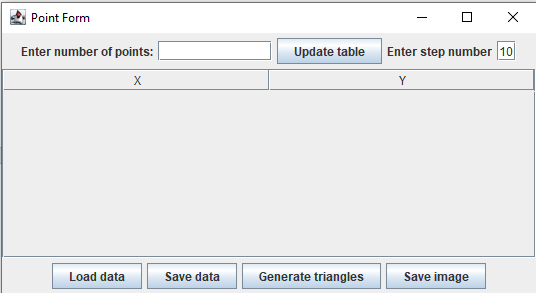 Point Form
Enter number of points: Update table Enter step number 10
X Y
Load data Save data Generate triangles Save image